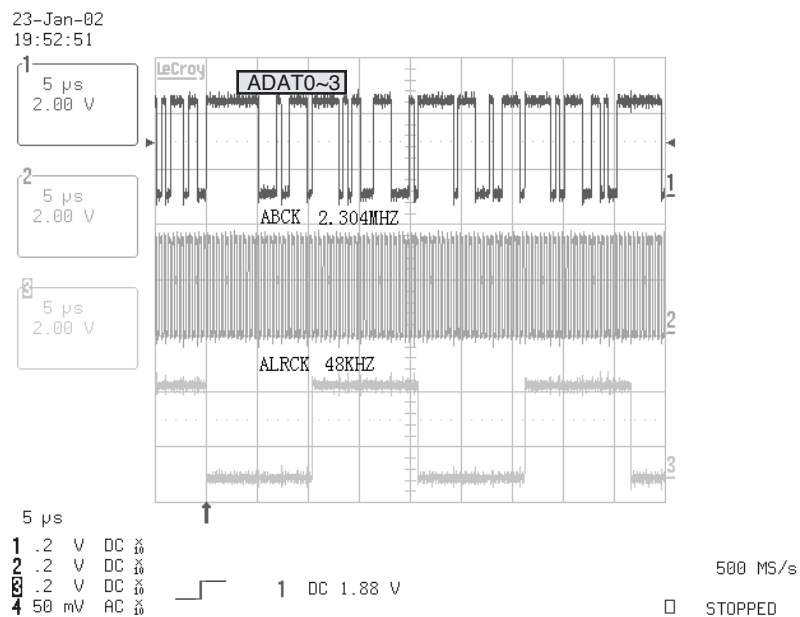 23-Jan-02
19:52:51
1
5 µs
2.00 V
2
5 µs
2.00 V
3
5 µs
2.00 V
LeCroy
ADAT0~3
1
ABCK 2.304MHZ
2
ALRCK 48KHZ
3
5 µs
1 .2 V DC X10
2 .2 V DC X10
3 .2 V DC X10
4 50 mV AC X10
1 DC 1.88 V
500 MS/s
STOPPED